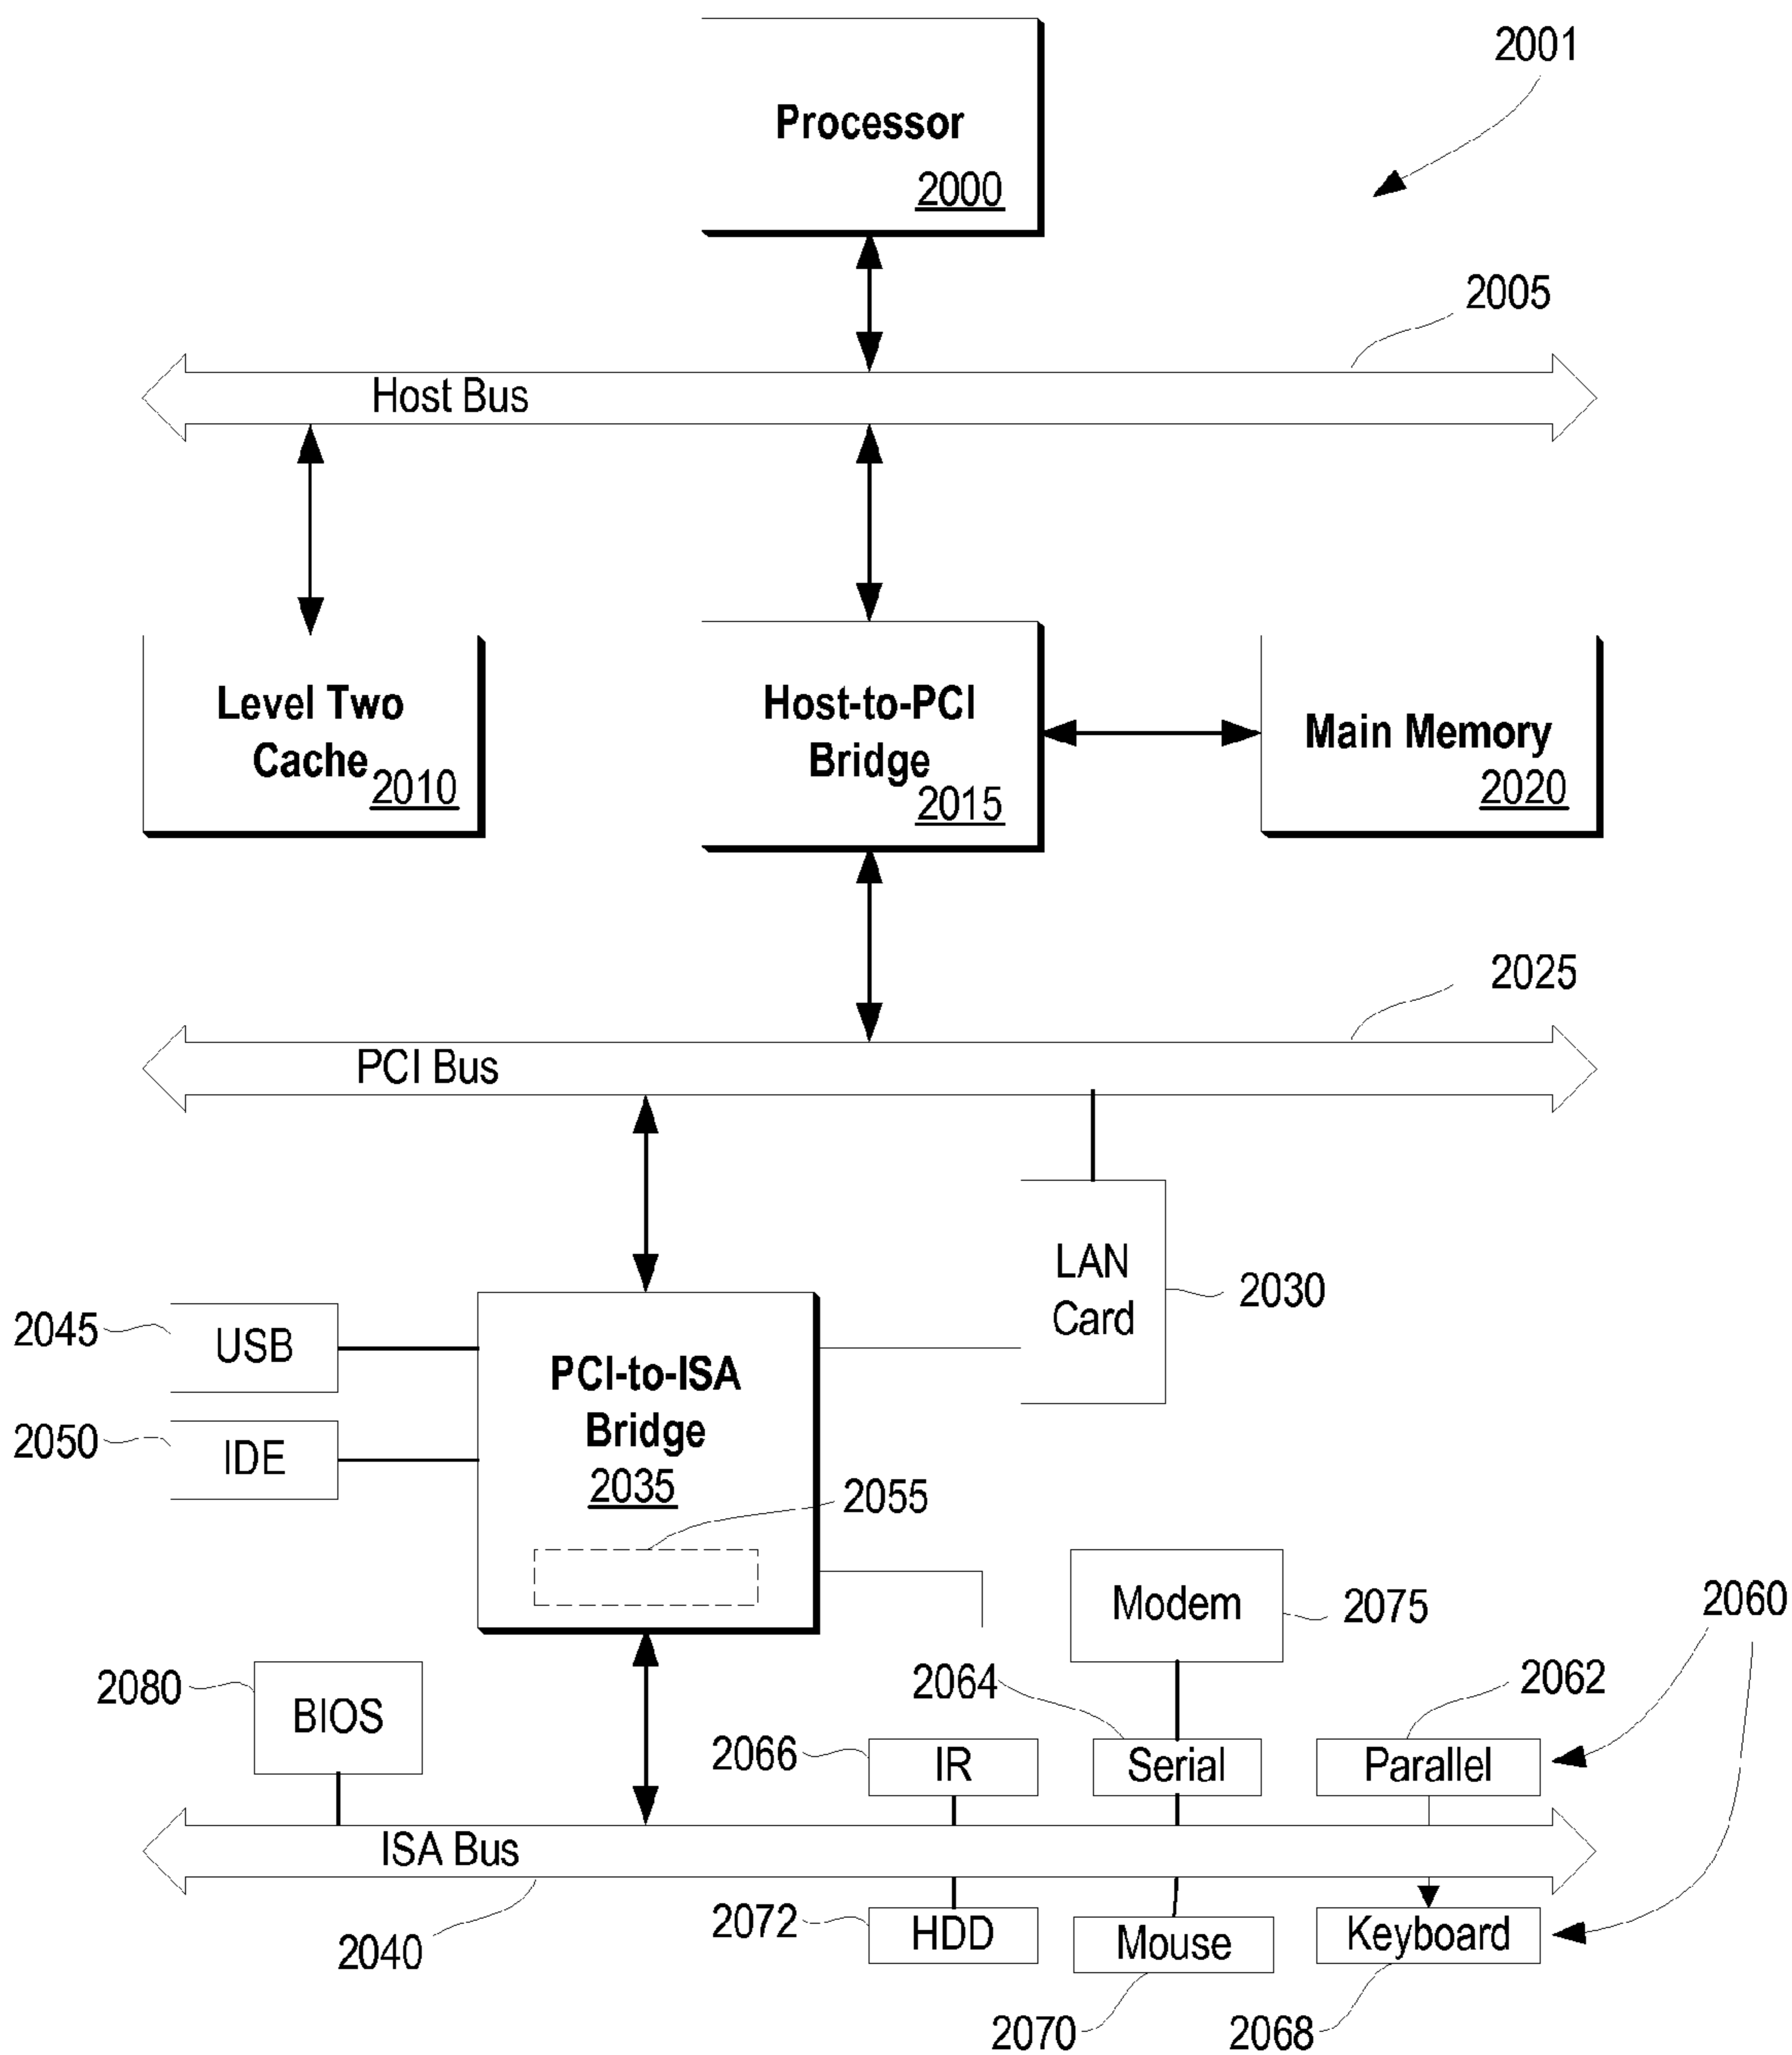 2001
Processor
2000
2005
Host Bus
Level Two
Cache
2010
Host-to-PCI
Bridge
2015
Main Memory
2020
2025
PCI Bus
LAN
Card
2030
2045
USB
2050
IDE
PCI-to-ISA
Bridge
2035
2055
Modem
2075
2060
2080
BIOS
2064
2062
2066
IR
Serial
Parallel
ISA Bus
2040
2072
HDD
Mouse
Keyboard
2070
2068